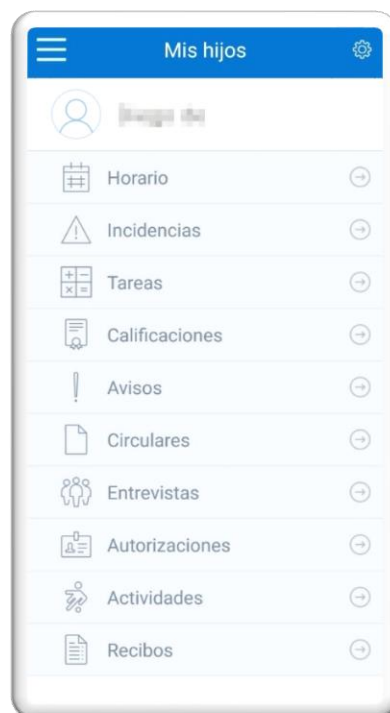 Mis hijos
Horario
Incidencias
Tareas
Calificaciones
Avisos
Circulares
Entrevistas
Autorizaciones
Actividades
Recibos